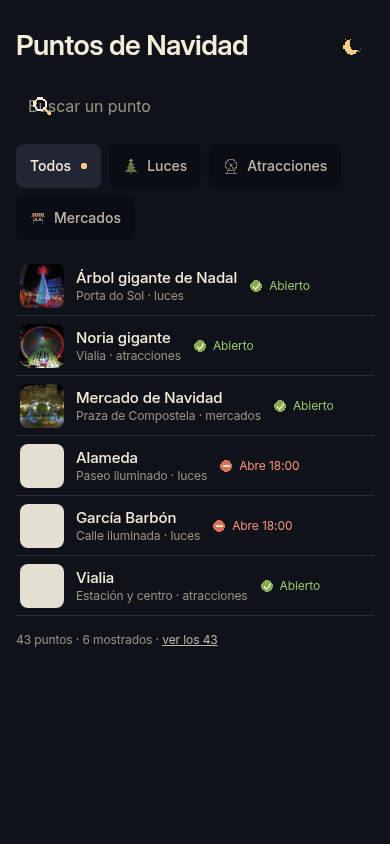 Puntos de Navidad
Buscar un punto
Todos
Luces
Atracciones
Mercados
Árbol gigante de Nadal
Porta do Sol · luces
Abierto
Noria gigante
Vialia · atracciones
Abierto
Mercado de Navidad
Praza de Compostela · mercados
Abierto
Alameda
Paseo iluminado · luces
Abre 18:00
García Barbón
Calle iluminada · luces
Abre 18:00
Vialia
Estación y centro · atracciones
Abierto
43 puntos · 6 mostrados · ver los 43